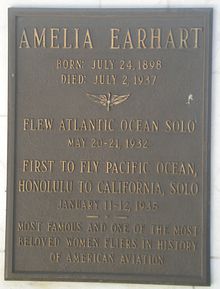 AMELIA EARHART
BORN: JULY 24, 1898
DIED: JULY 2, 1937
FLEW ATLANTIC OCEAN SOLO
MAY 20-21, 1932
FIRST TO FLY PACIFIC OCEAN,
HONOLULU TO CALIFORNIA, SOLO
JANUARY 11-12, 1935
MOST FAMOUS AND ONE OF THE MOST
BELOVED WOMEN FLIERS IN HISTORY
OF AMERICAN AVIATION